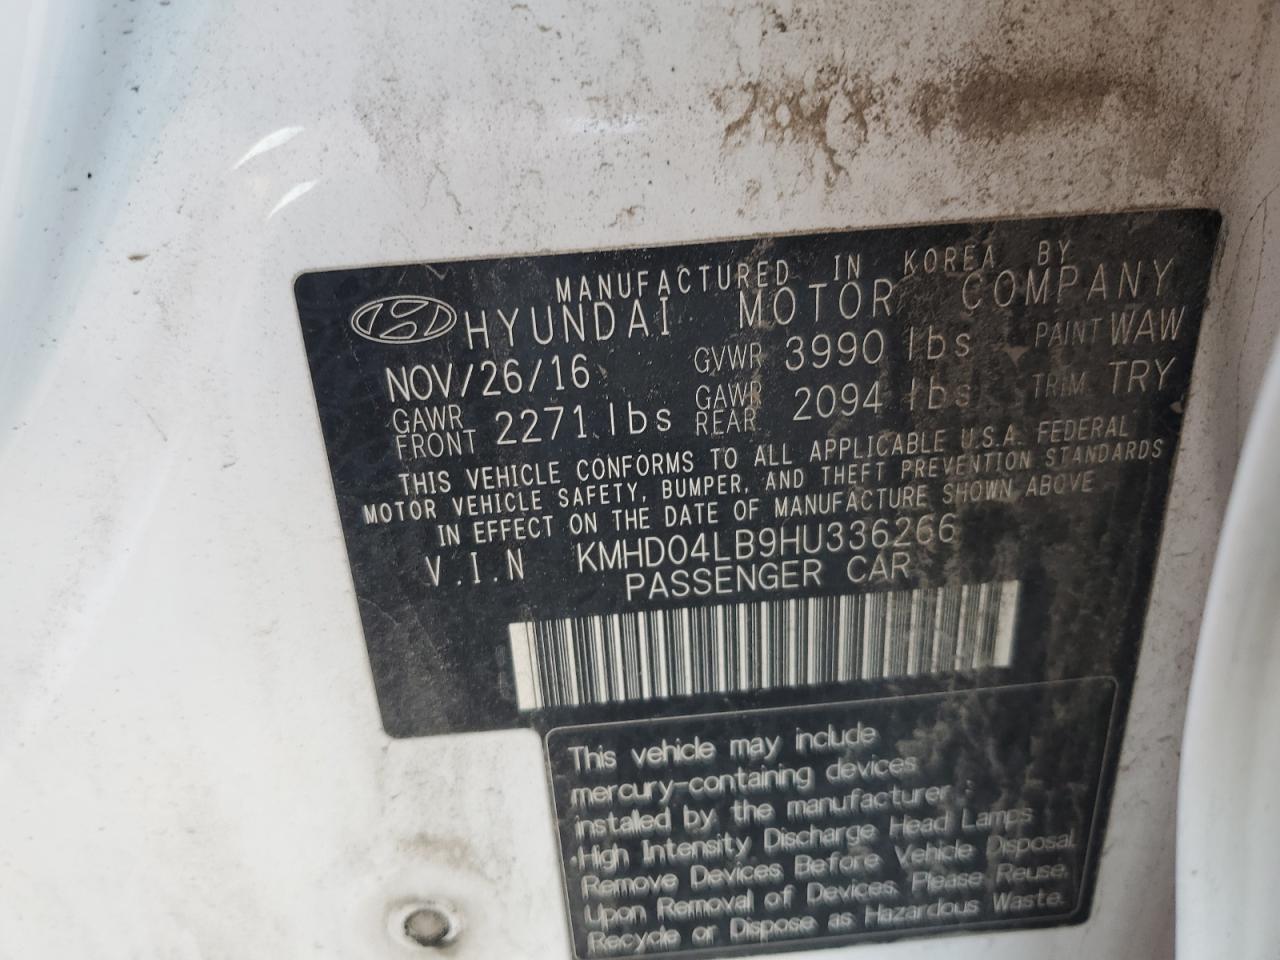 MANUFACTURED IN KOREA BY
HYUNDAI MOTOR COMPANY
NOV/26/16 GVWR 3990 lbs PAINT WAW
GAWR FRONT 2271 lbs GAWR REAR 2094 lbs TRIM TRY
THIS VEHICLE CONFORMS TO ALL APPLICABLE U.S.A. FEDERAL
MOTOR VEHICLE SAFETY, BUMPER, AND THEFT PREVENTION STANDARDS
IN EFFECT ON THE DATE OF MANUFACTURE SHOWN ABOVE
V.I.N KMHD04LB9HU336266
PASSENGER CAR
This vehicle may include
mercury-containing devices
installed by the manufacturer :
·High Intensity Discharge Head Lamps
Remove Devices Before Vehicle Disposal.
Upon Removal of Devices, Please Reuse,
Recycle or Dispose as Hazardous Waste.